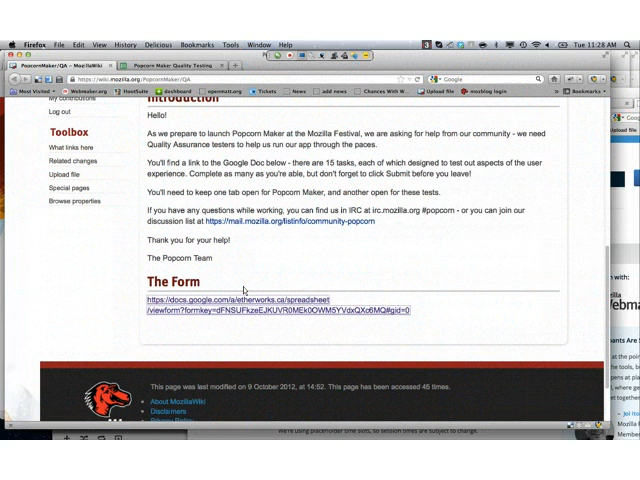 Firefox File Edit View History Bookmarks Tools Window Help Tue 11:28 AM
PopcornMaker/QA - MozillaWiki Popcorn Maker Quality Testing
https://wiki.mozilla.org/PopcornMaker/QA Google
Most Visited Webmaker.org HootSuite dashboard openmatt.org News add news Chances With W... Upload file mozblog login Bookmarks
My contributions
Log out
Toolbox
What links here
Related changes
Upload file
Special pages
Browse properties
Introduction
Hello!
As we prepare to launch Popcorn Maker at the Mozilla Festival, we are asking for help from our community - we need
Quality Assurance testers to help us run our app through the paces.
You'll find a link to the Google Doc below - there are 15 tasks, each of which designed to test out aspects of the user
experience. Complete as many as you're able, but don't forget to click Submit before you leave!
You'll need to keep one tab open for Popcorn Maker, and another open for these tests.
If you have any questions while working, you can find us in IRC at irc.mozilla.org #popcorn - or you can join our
discussion list at https://mail.mozilla.org/listinfo/community-popcorn
Thank you for your help!
The Popcorn Team
The Form
https://docs.google.com/a/etherworks.ca/spreadsheet
/viewform?formkey=dFNSUFkzeEJKUVR0MEk0OWM5YVdxQXc6MQ#gid=0
This page was last modified on 9 October 2012, at 14:52. This page has been accessed 45 times.
About MozillaWiki
Disclaimers
Privacy Policy
We're using placeholder time slots, so session times are subject to change.